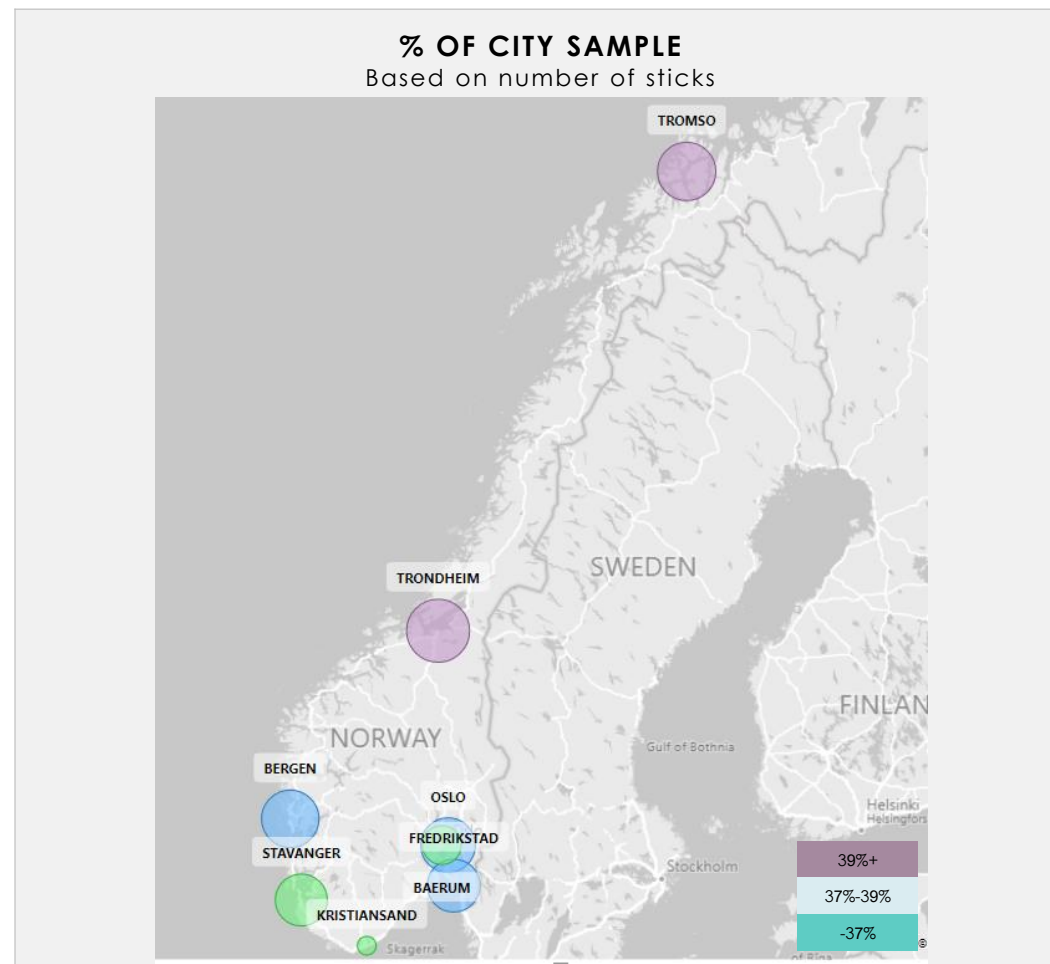 % OF CITY SAMPLE
Based on number of sticks
TROMSO
TRONDHEIM
SWEDEN
FINLAN
NORWAY
Gulf of Bothnia
BERGEN
OSLO
Helsinki
Helsingfors
FREDRIKSTAD
STAVANGER
39%+
Stockholm
BAERUM
37%-39%
KRISTIANSAND
-37%
Skagerrak
©
of Riga